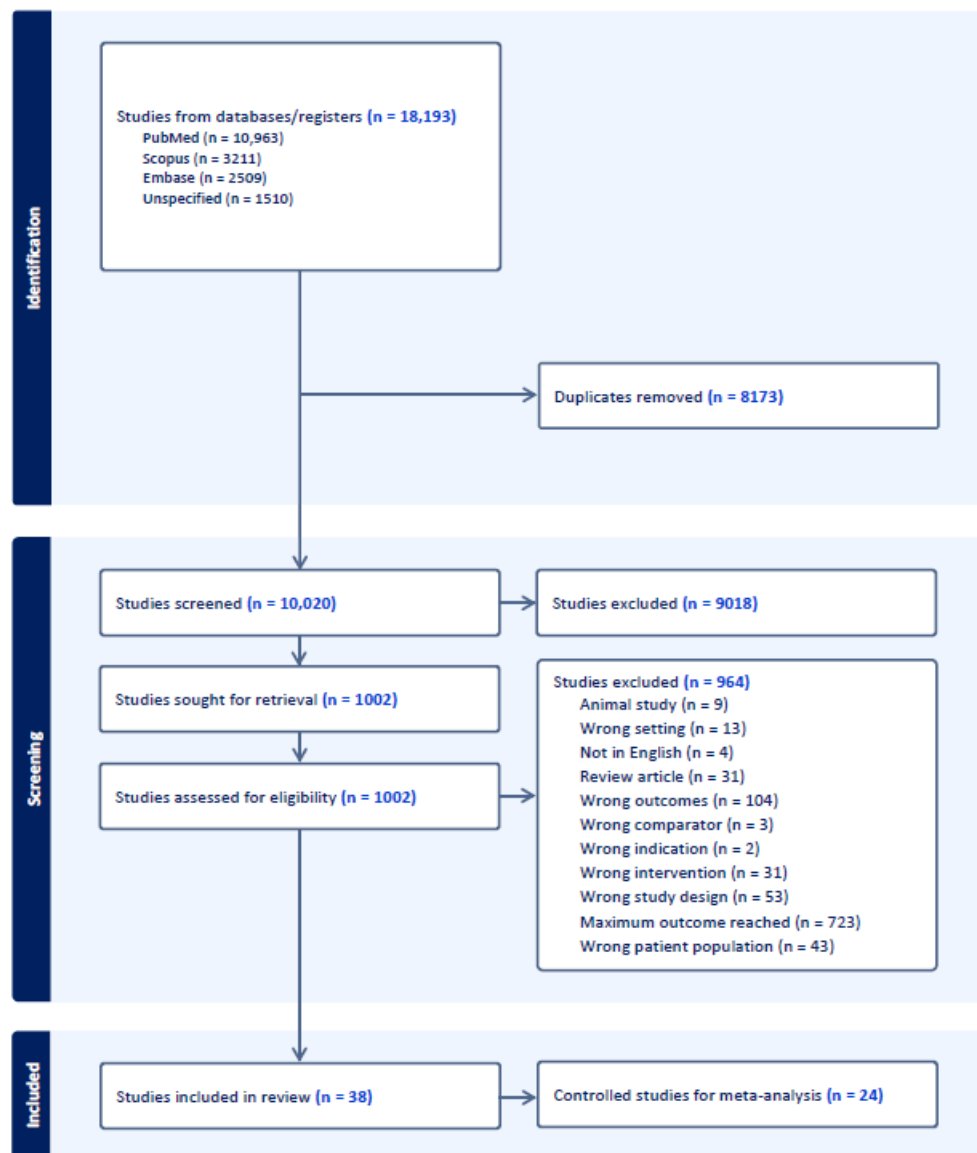 Identification
Studies from databases/registers (n = 18,193)
PubMed (n = 10,963)
Scopus (n = 3211)
Embase (n = 2509)
Unspecified (n = 1510)
Duplicates removed (n = 8173)
Screening
Studies screened (n = 10,020)
Studies excluded (n = 9018)
Studies sought for retrieval (n = 1002)
Studies assessed for eligibility (n = 1002)
Studies excluded (n = 964)
Animal study (n = 9)
Wrong setting (n = 13)
Not in English (n = 4)
Review article (n = 31)
Wrong outcomes (n = 104)
Wrong comparator (n = 3)
Wrong indication (n = 2)
Wrong intervention (n = 31)
Wrong study design (n = 53)
Maximum outcome reached (n = 723)
Wrong patient population (n = 43)
Included
Studies included in review (n = 38)
Controlled studies for meta-analysis (n = 24)